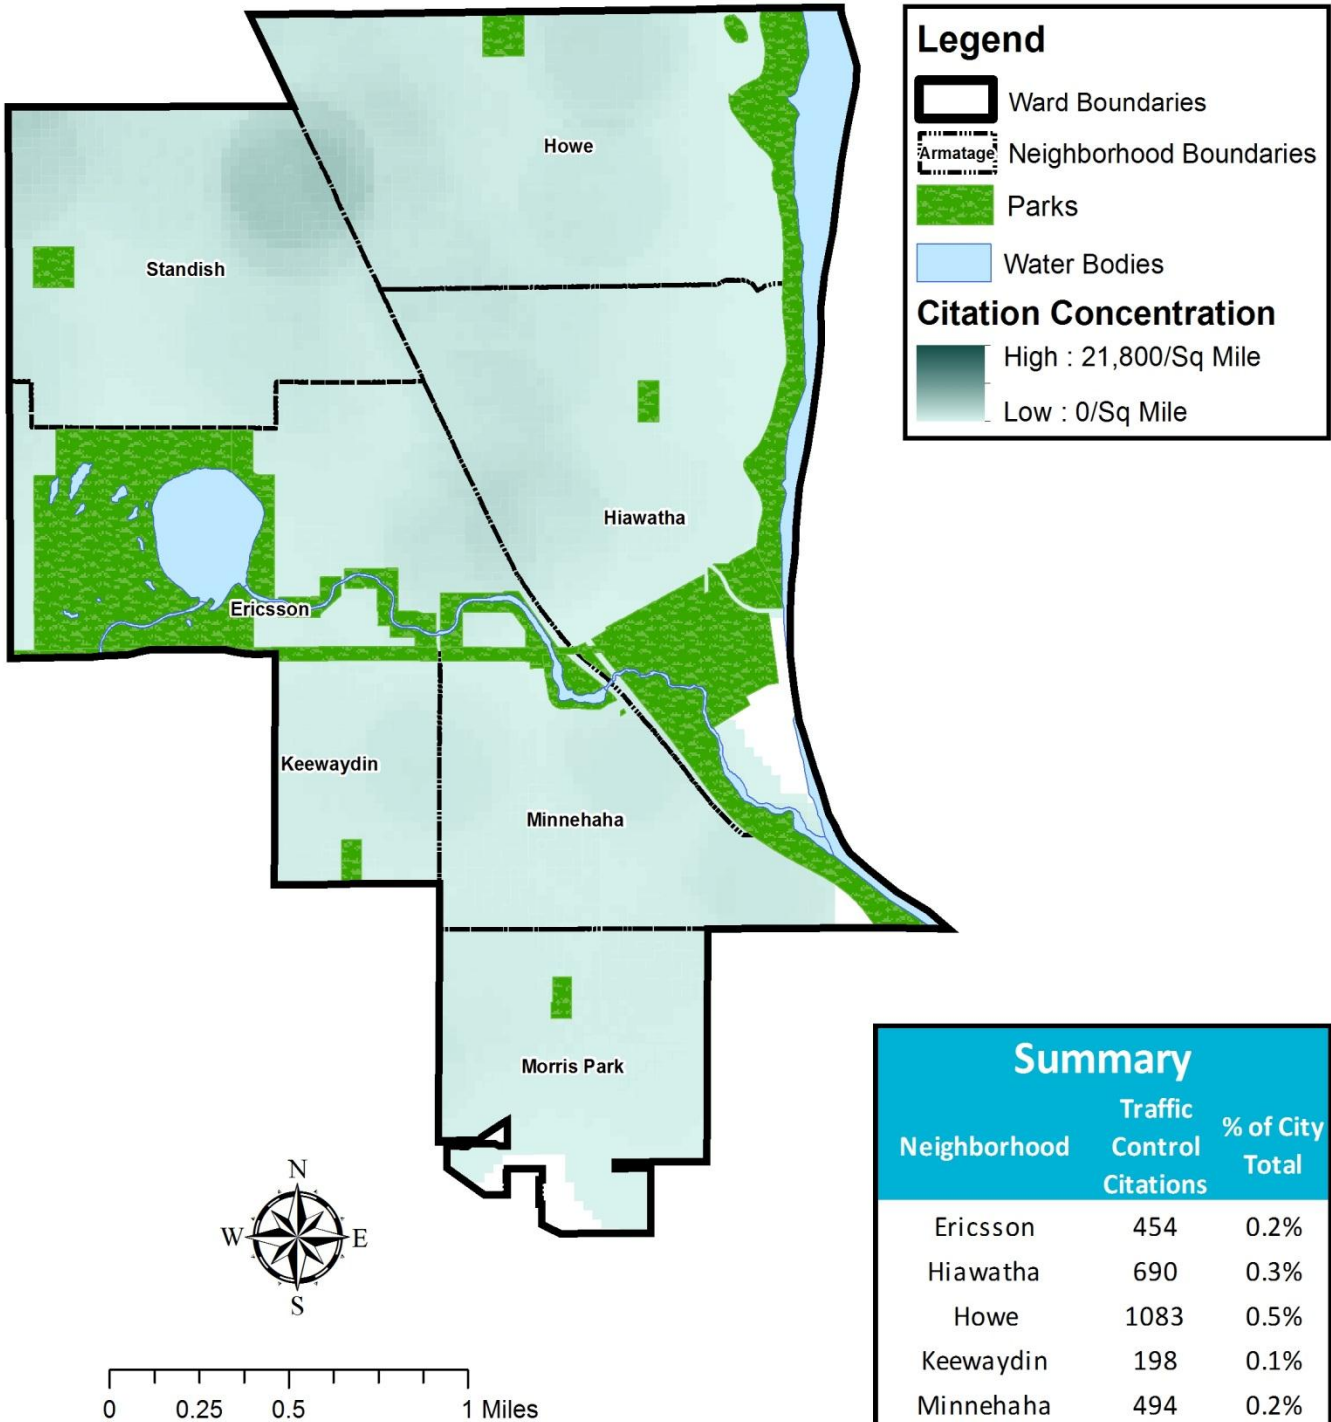 Legend
Ward Boundaries
Armatage
Neighborhood Boundaries
Parks
Water Bodies
Citation Concentration
High : 21,800/Sq Mile
Low : 0/Sq Mile
Howe
Standish
Hiawatha
Ericsson
Keewaydin
Minnehaha
Morris Park
N
W E
S
0 0.25 0.5 1 Miles
Summary
Neighborhood Traffic Control Citations % of City Total
Ericsson 454 0.2%
Hiawatha 690 0.3%
Howe 1083 0.5%
Keewaydin 198 0.1%
Minnehaha 494 0.2%